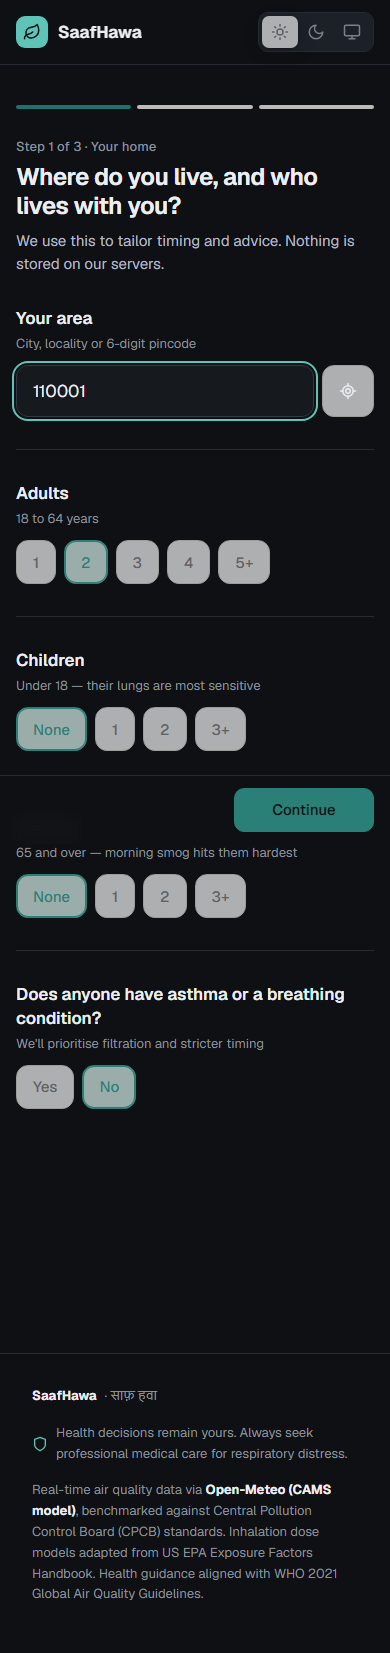 SaafHawa
Step 1 of 3 · Your home
Where do you live, and who
lives with you?
We use this to tailor timing and advice. Nothing is
stored on our servers.
Your area
City, locality or 6-digit pincode
110001
Adults
18 to 64 years
1 2 3 4 5+
Children
Under 18 — their lungs are most sensitive
None 1 2 3+
Continue
65 and over — morning smog hits them hardest
None 1 2 3+
Does anyone have asthma or a breathing
condition?
We'll prioritise filtration and stricter timing
Yes No
SaafHawa · साफ़ हवा
Health decisions remain yours. Always seek
professional medical care for respiratory distress.
Real-time air quality data via Open-Meteo (CAMS
model), benchmarked against Central Pollution
Control Board (CPCB) standards. Inhalation dose
models adapted from US EPA Exposure Factors
Handbook. Health guidance aligned with WHO 2021
Global Air Quality Guidelines.